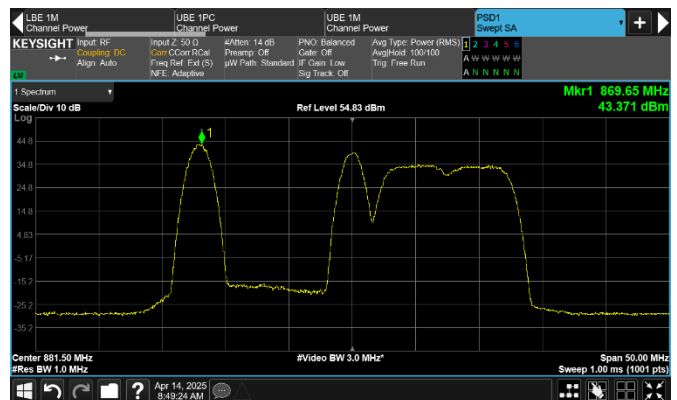 LBE 1M
Channel Power
UBE 1PC
Channel Power
UBE 1M
Channel Power
PSD1
Swept SA
KEYSIGHT
Input: RF
Coupling: DC
Align: Auto
Input Z: 50 Ω
Corr CCorr RCal
Freq Ref: Ext (S)
NFE: Adaptive
#Atten: 14 dB
Preamp: Off
µW Path: Standard
PNO: Balanced
Gate: Off
IF Gain: Low
Sig Track: Off
Avg Type: Power (RMS)
Avg|Hold: 100/100
Trig: Free Run
1 2 3 4 5 6
A W W W W W
A N N N N N
LXI
1 Spectrum
Scale/Div 10 dB
Ref Level 54.83 dBm
Mkr1 869.65 MHz
43.371 dBm
Log
1
44.8
34.8
24.8
14.8
4.83
-5.17
-15.2
-25.2
-35.2
Center 881.50 MHz
#Res BW 1.0 MHz
#Video BW 3.0 MHz*
Span 50.00 MHz
Sweep 1.00 ms (1001 pts)
?
Apr 14, 2025
8:49:24 AM